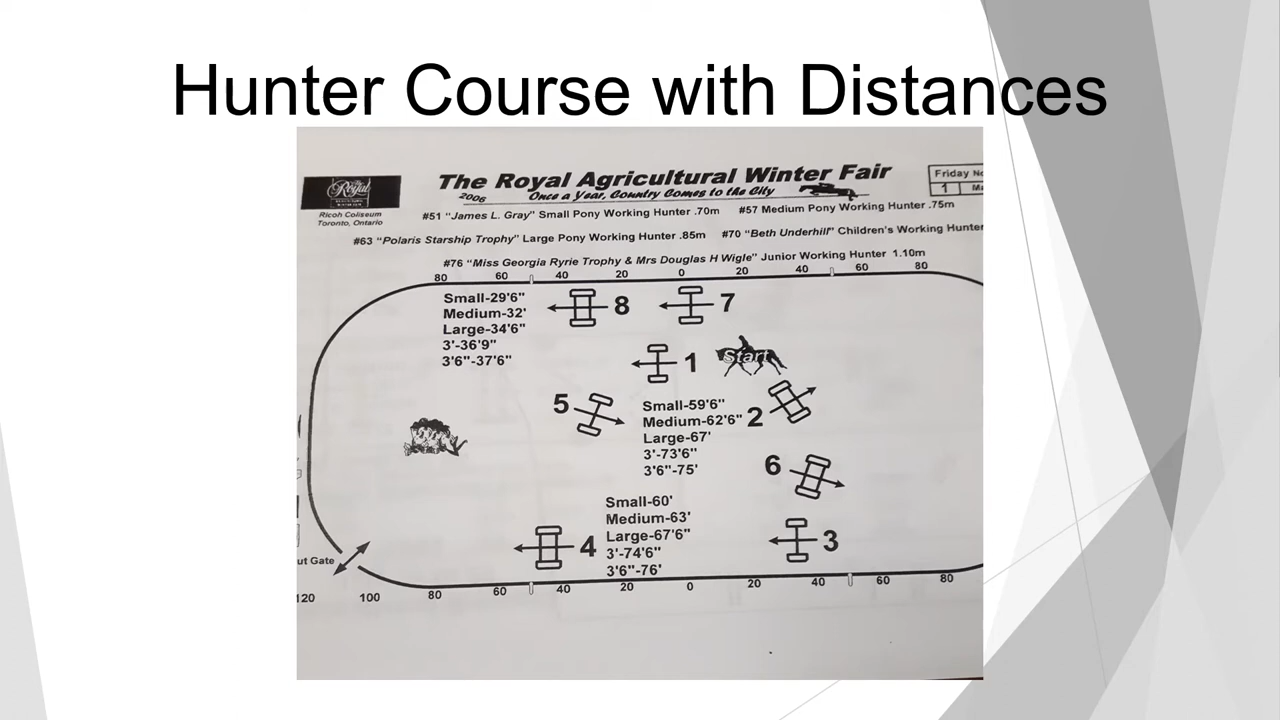 Hunter Course with Distances
The Royal Agricultural Winter Fair
Friday
2006 Once a Year, Country Comes to the City
1
Royal
Ricoh Coliseum
Toronto, Ontario
#51 "James L. Gray" Small Pony Working Hunter .70m #57 Medium Pony Working Hunter .75m
#63 "Polaris Starship Trophy" Large Pony Working Hunter .85m #70 "Beth Underhill" Children's Working Hunter
#76 "Miss Georgia Ryrie Trophy & Mrs Douglas H Wigle" Junior Working Hunter 1.10m
80 60 40 20 0 20 40 60 80
Small-29'6"
Medium-32'
Large-34'6"
3'-36'9"
3'6"-37'6"
8
7
1
Start
5
Small-59'6"
Medium-62'6"
Large-67'
3'-73'6"
3'6"-75'
2
6
Small-60'
Medium-63'
Large-67'6"
3'-74'6"
3'6"-76'
4
3
ut Gate
120 100 80 60 40 20 0 20 40 60 80